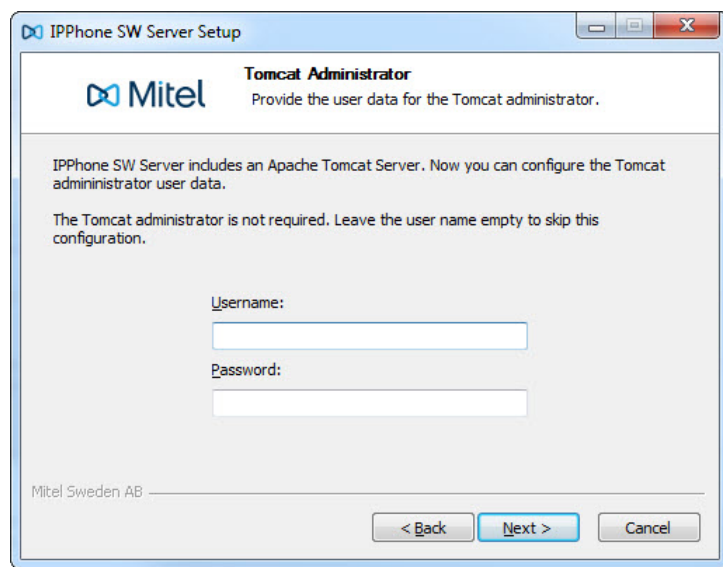 IPPhone SW Server Setup
Mitel
Tomcat Administrator
Provide the user data for the Tomcat administrator.
IPPhone SW Server includes an Apache Tomcat Server. Now you can configure the Tomcat
admininistrator user data.
The Tomcat administrator is not required. Leave the user name empty to skip this
configuration.
Username:
Password:
Mitel Sweden AB
< Back
Next >
Cancel